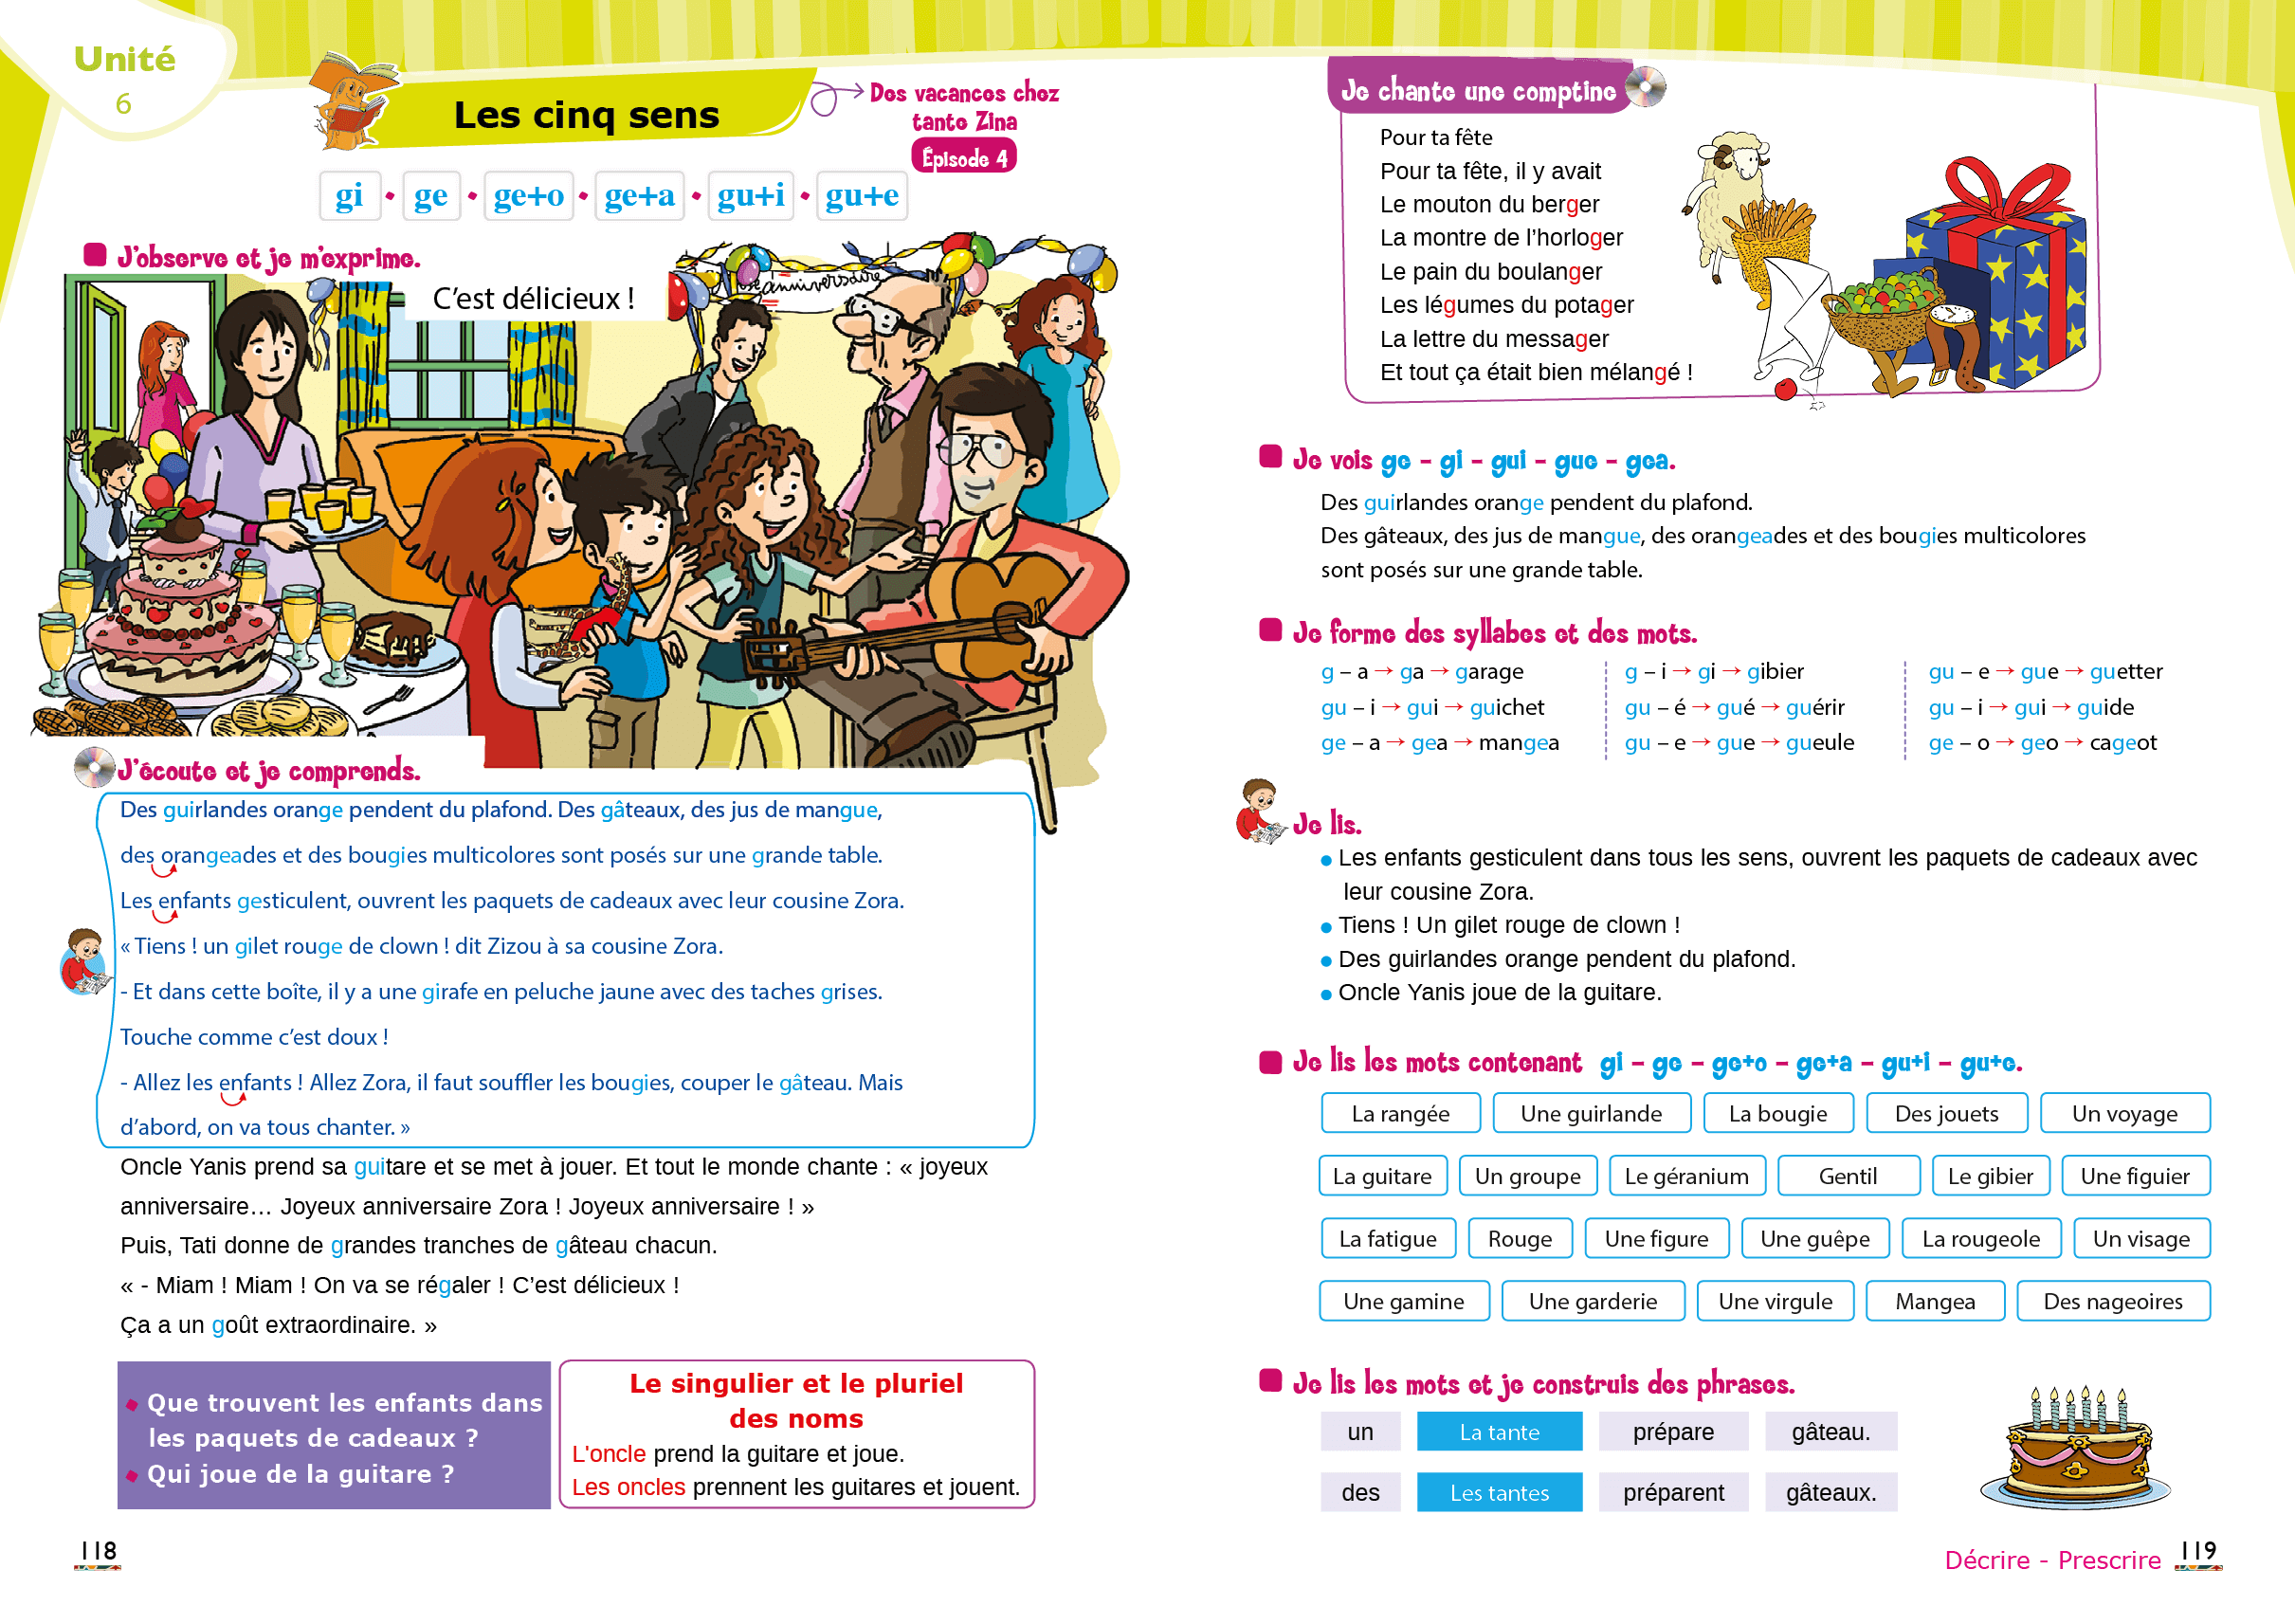 Unité
6
Les cinq sens
Des vacances chez
tante Zina
Épisode 4
gi • ge • ge+o • ge+a • gu+i • gu+e
J'observe et je m'exprime.
C'est délicieux !
anniversaire
J'écoute et je comprends.
Des guirlandes orange pendent du plafond. Des gâteaux, des jus de mangue,
des orangeades et des bougies multicolores sont posés sur une grande table.
Les enfants gesticulent, ouvrent les paquets de cadeaux avec leur cousine Zora.
« Tiens ! un gilet rouge de clown ! dit Zizou à sa cousine Zora.
- Et dans cette boîte, il y a une girafe en peluche jaune avec des taches grises.
Touche comme c'est doux !
- Allez les enfants ! Allez Zora, il faut souffler les bougies, couper le gâteau. Mais
d'abord, on va tous chanter. »
Oncle Yanis prend sa guitare et se met à jouer. Et tout le monde chante : « joyeux
anniversaire… Joyeux anniversaire Zora ! Joyeux anniversaire ! »
Puis, Tati donne de grandes tranches de gâteau chacun.
« - Miam ! Miam ! On va se régaler ! C'est délicieux !
Ça a un goût extraordinaire. »
Que trouvent les enfants dans
les paquets de cadeaux ?
Qui joue de la guitare ?
Le singulier et le pluriel
des noms
L'oncle prend la guitare et joue.
Les oncles prennent les guitares et jouent.
118
Je chante une comptine
Pour ta fête
Pour ta fête, il y avait
Le mouton du berger
La montre de l'horloger
Le pain du boulanger
Les légumes du potager
La lettre du messager
Et tout ça était bien mélangé !
Je vois ge - gi - gui - gue - gea.
Des guirlandes orange pendent du plafond.
Des gâteaux, des jus de mangue, des orangeades et des bougies multicolores
sont posés sur une grande table.
Je forme des syllabes et des mots.
g – a → ga → garage
g – i → gi → gibier
gu – e → gue → guetter
gu – i → gui → guichet
gu – é → gué → guérir
gu – i → gui → guide
ge – a → gea → mangea
gu – e → gue → gueule
ge – o → geo → cageot
Je lis.
• Les enfants gesticulent dans tous les sens, ouvrent les paquets de cadeaux avec
leur cousine Zora.
• Tiens ! Un gilet rouge de clown !
• Des guirlandes orange pendent du plafond.
• Oncle Yanis joue de la guitare.
Je lis les mots contenant gi - ge - ge+o - ge+a - gu+i - gu+e.
La rangée Une guirlande La bougie Des jouets Un voyage
La guitare Un groupe Le géranium Gentil Le gibier Une figuier
La fatigue Rouge Une figure Une guêpe La rougeole Un visage
Une gamine Une garderie Une virgule Mangea Des nageoires
Je lis les mots et je construis des phrases.
un La tante prépare gâteau.
des Les tantes préparent gâteaux.
Décrire - Prescrire 119